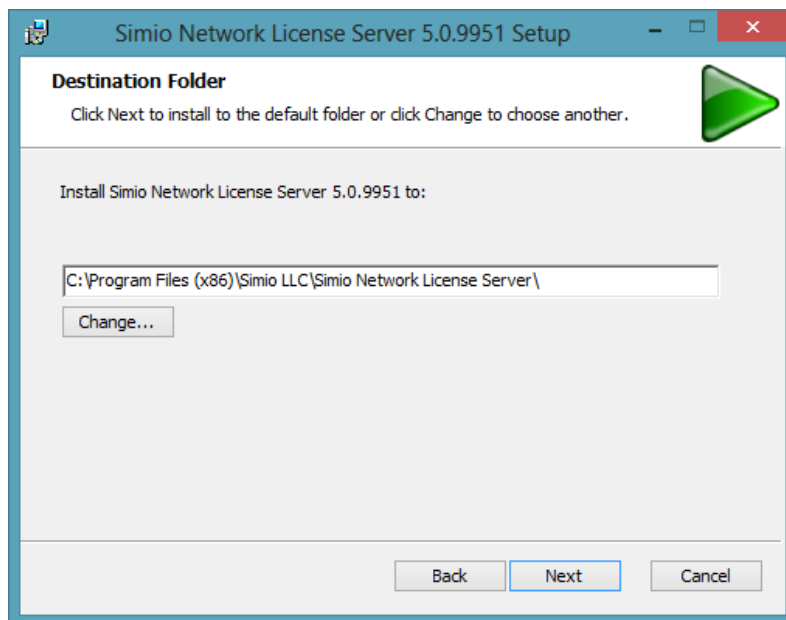 Simio Network License Server 5.0.9951 Setup
Destination Folder
Click Next to install to the default folder or click Change to choose another.
Install Simio Network License Server 5.0.9951 to:
C:\Program Files (x86)\Simio LLC\Simio Network License Server\
Change...
Back Next Cancel